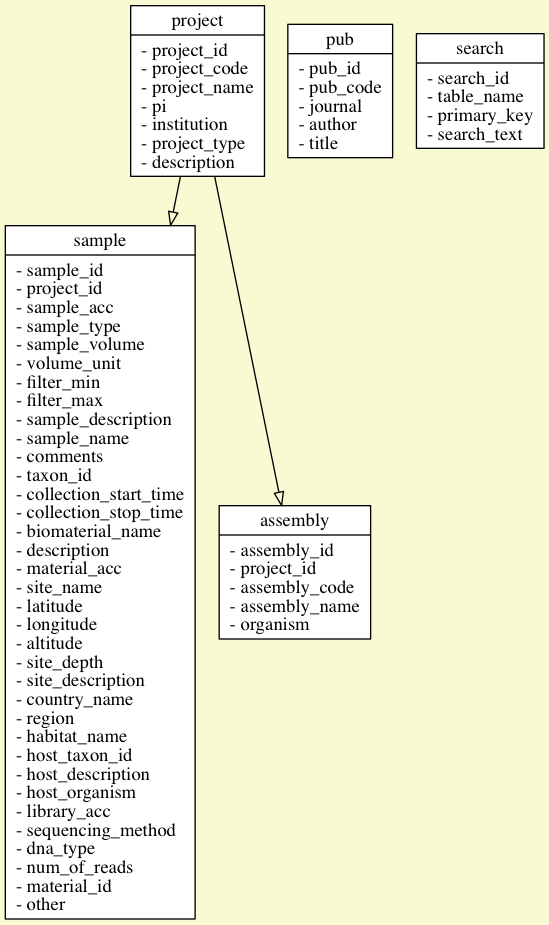 project
- project_id
- project_code
- project_name
- pi
- institution
- project_type
- description
pub
- pub_id
- pub_code
- journal
- author
- title
search
- search_id
- table_name
- primary_key
- search_text
sample
- sample_id
- project_id
- sample_acc
- sample_type
- sample_volume
- volume_unit
- filter_min
- filter_max
- sample_description
- sample_name
- comments
- taxon_id
- collection_start_time
- collection_stop_time
- biomaterial_name
- description
- material_acc
- site_name
- latitude
- longitude
- altitude
- site_depth
- site_description
- country_name
- region
- habitat_name
- host_taxon_id
- host_description
- host_organism
- library_acc
- sequencing_method
- dna_type
- num_of_reads
- material_id
- other
assembly
- assembly_id
- project_id
- assembly_code
- assembly_name
- organism